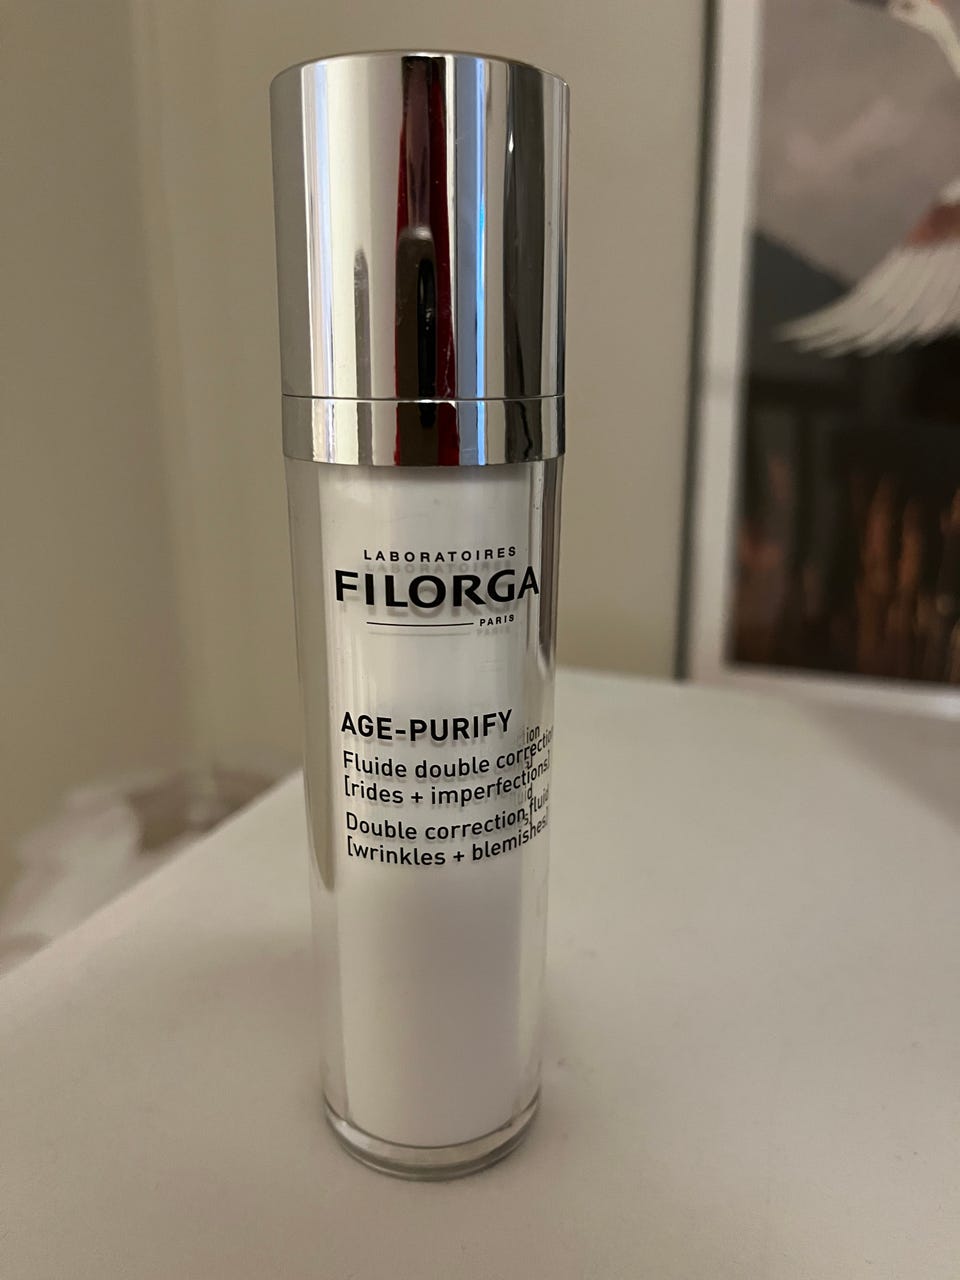 LABORATOIRES
FILORGA
PARIS
AGE-PURIFY
Fluide double correction
[rides + imperfections]
Double correction fluid
[wrinkles + blemishes]